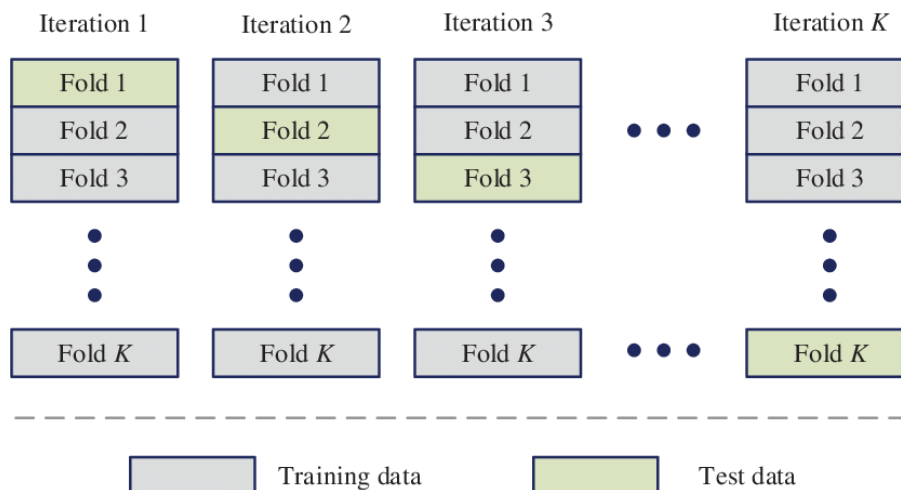 Iteration 1 Iteration 2 Iteration 3 Iteration K
Fold 1 Fold 1 Fold 1 Fold 1
Fold 2 Fold 2 Fold 2 Fold 2
Fold 3 Fold 3 Fold 3 Fold 3
Fold K Fold K Fold K Fold K
Training data Test data